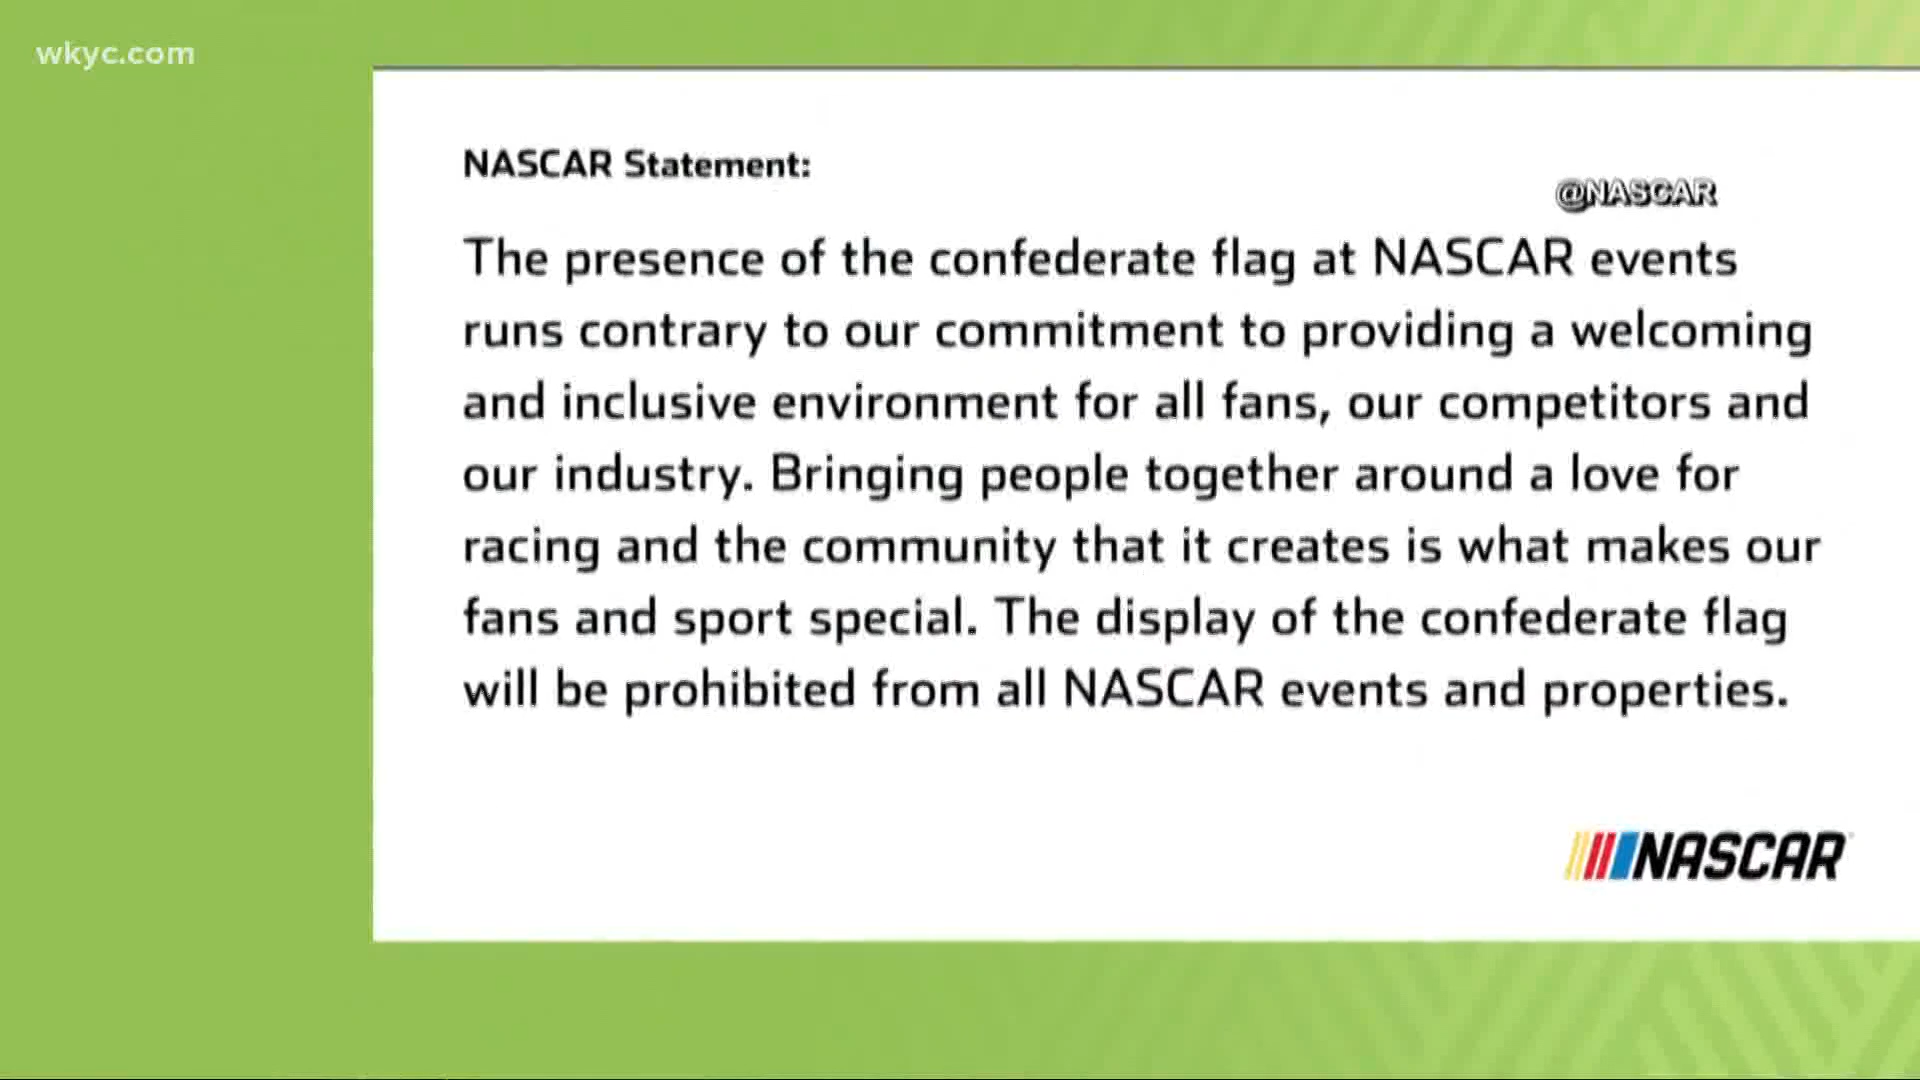 wkyc.com
NASCAR Statement:
@NASCAR
The presence of the confederate flag at NASCAR events
runs contrary to our commitment to providing a welcoming
and inclusive environment for all fans, our competitors and
our industry. Bringing people together around a love for
racing and the community that it creates is what makes our
fans and sport special. The display of the confederate flag
will be prohibited from all NASCAR events and properties.
NASCAR